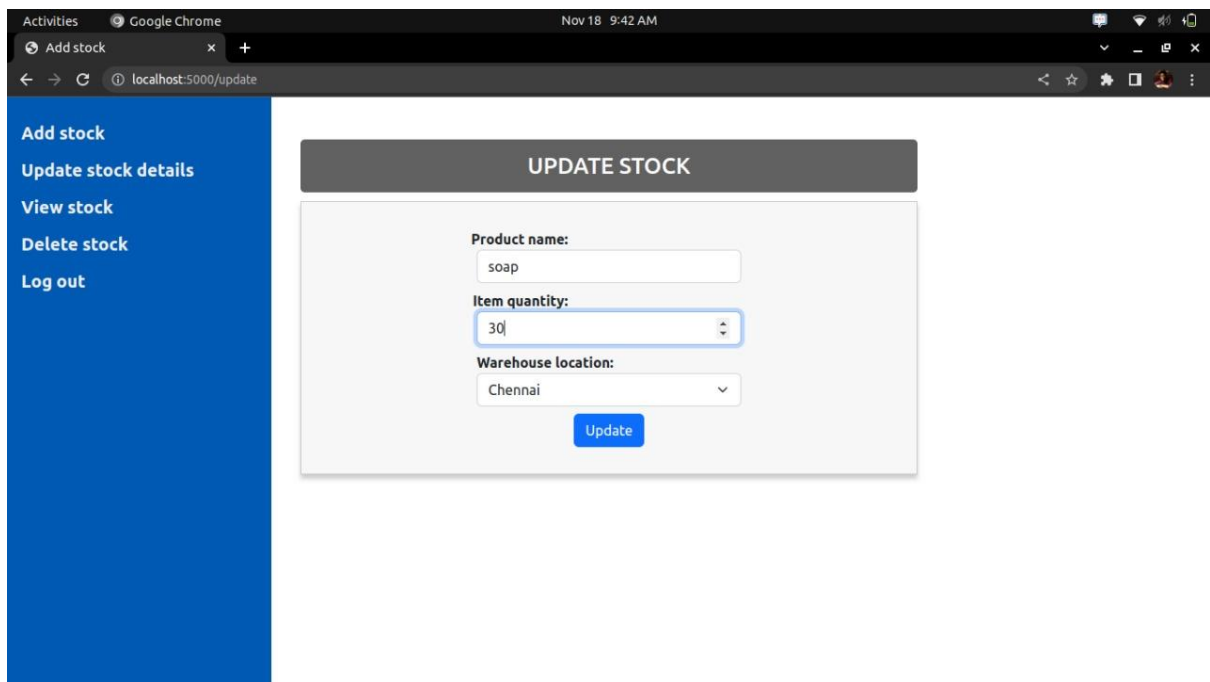 Activities Google Chrome Nov 18 9:42 AM
Add stock
localhost:5000/update
Add stock
Update stock details
View stock
Delete stock
Log out
UPDATE STOCK
Product name:
soap
Item quantity:
30
Warehouse location:
Chennai
Update